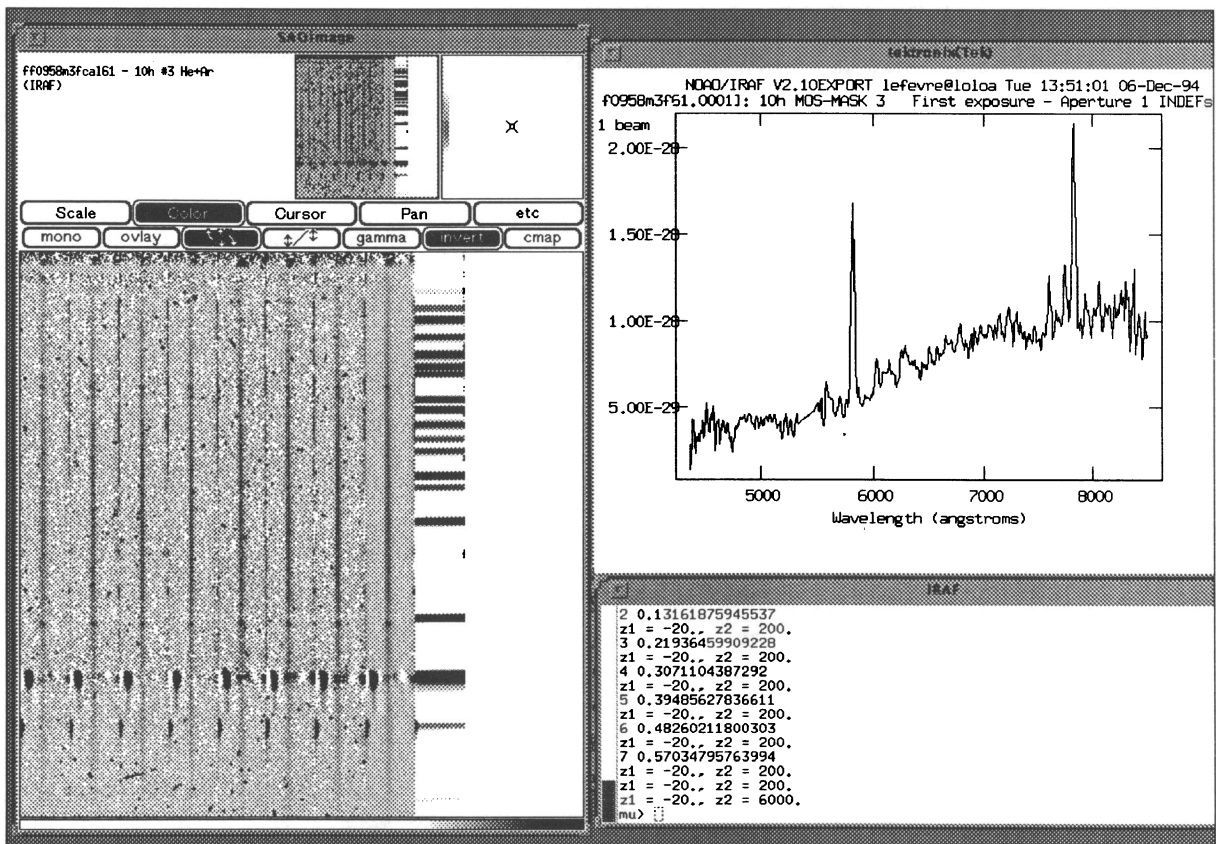 SAOimage
ff0958m3fcal61 - 10h #3 He+Ar
(IRAF)
Scale
Color
Cursor
Pan
etc
mono
ovlay
gamma
invert
cmap
tektronix(Tek)
NOAO/IRAF V2.10EXPORT lefevre@loloa Tue 13:51:01 06-Dec-94
f0958m3f61.0001]: 10h MOS-MASK 3 First exposure - Aperture 1 INDEFs
1 beam
2.00E-28
1.50E-28
1.00E-28
5.00E-29
5000
6000
7000
8000
Wavelength (angstroms)
IRAF
2 0.13161875945537
z1 = -20., z2 = 200.
3 0.21936459909228
z1 = -20., z2 = 200.
4 0.3071104387292
z1 = -20., z2 = 200.
5 0.39485627836611
z1 = -20., z2 = 200.
6 0.48260211800303
z1 = -20., z2 = 200.
7 0.57034795763994
z1 = -20., z2 = 200.
z1 = -20., z2 = 200.
z1 = -20., z2 = 6000.
mu>